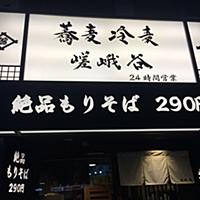 蕎麦 冷麦
嵯峨谷
24時間営業
絶品もりそば 290円
絶品
もりそば
290円